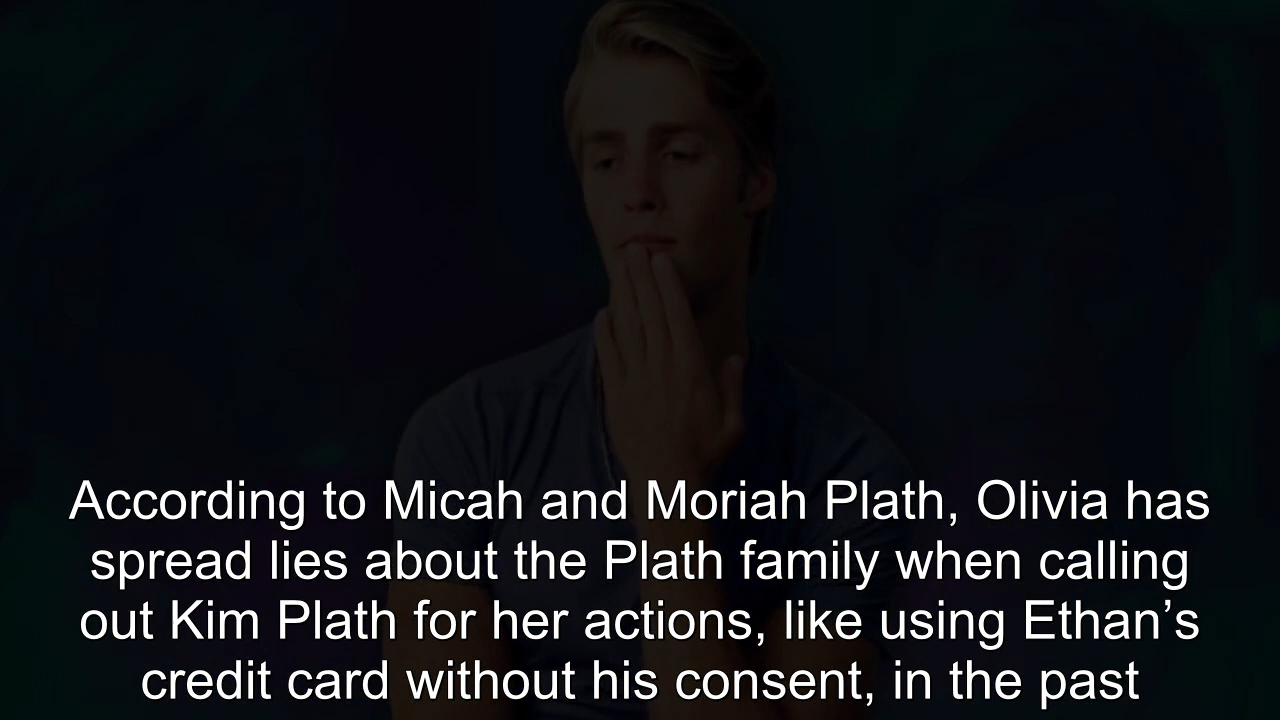 According to Micah and Moriah Plath, Olivia has
spread lies about the Plath family when calling
out Kim Plath for her actions, like using Ethan’s
credit card without his consent, in the past